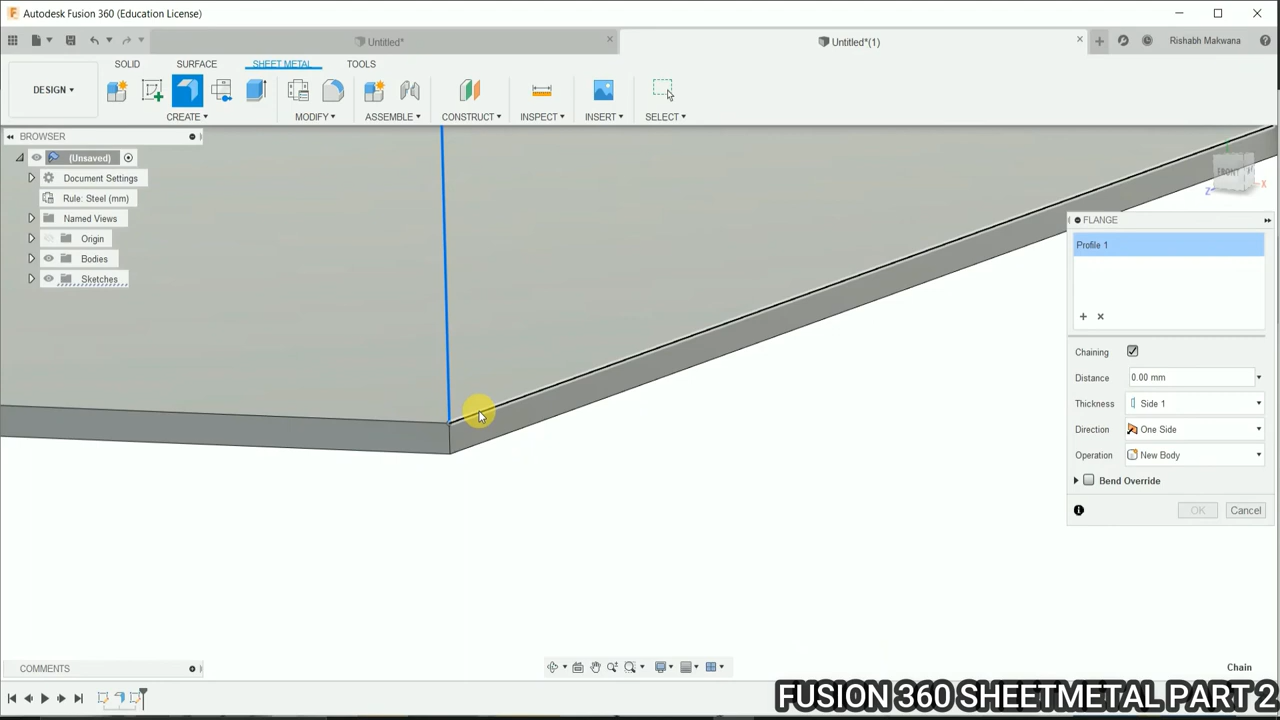 Autodesk Fusion 360 (Education License)
Untitled*
Untitled*(1)
Rishabh Makwana
SOLID
SURFACE
SHEET METAL
TOOLS
DESIGN
CREATE
MODIFY
ASSEMBLE
CONSTRUCT
INSPECT
INSERT
SELECT
BROWSER
(Unsaved)
Document Settings
Rule: Steel (mm)
Named Views
Origin
Bodies
Sketches
FRONT
Z
X
FLANGE
Profile 1
Chaining
Distance 0.00 mm
Thickness Side 1
Direction One Side
Operation New Body
Bend Override
OK Cancel
COMMENTS
Chain
FUSION 360 SHEETMETAL PART 2